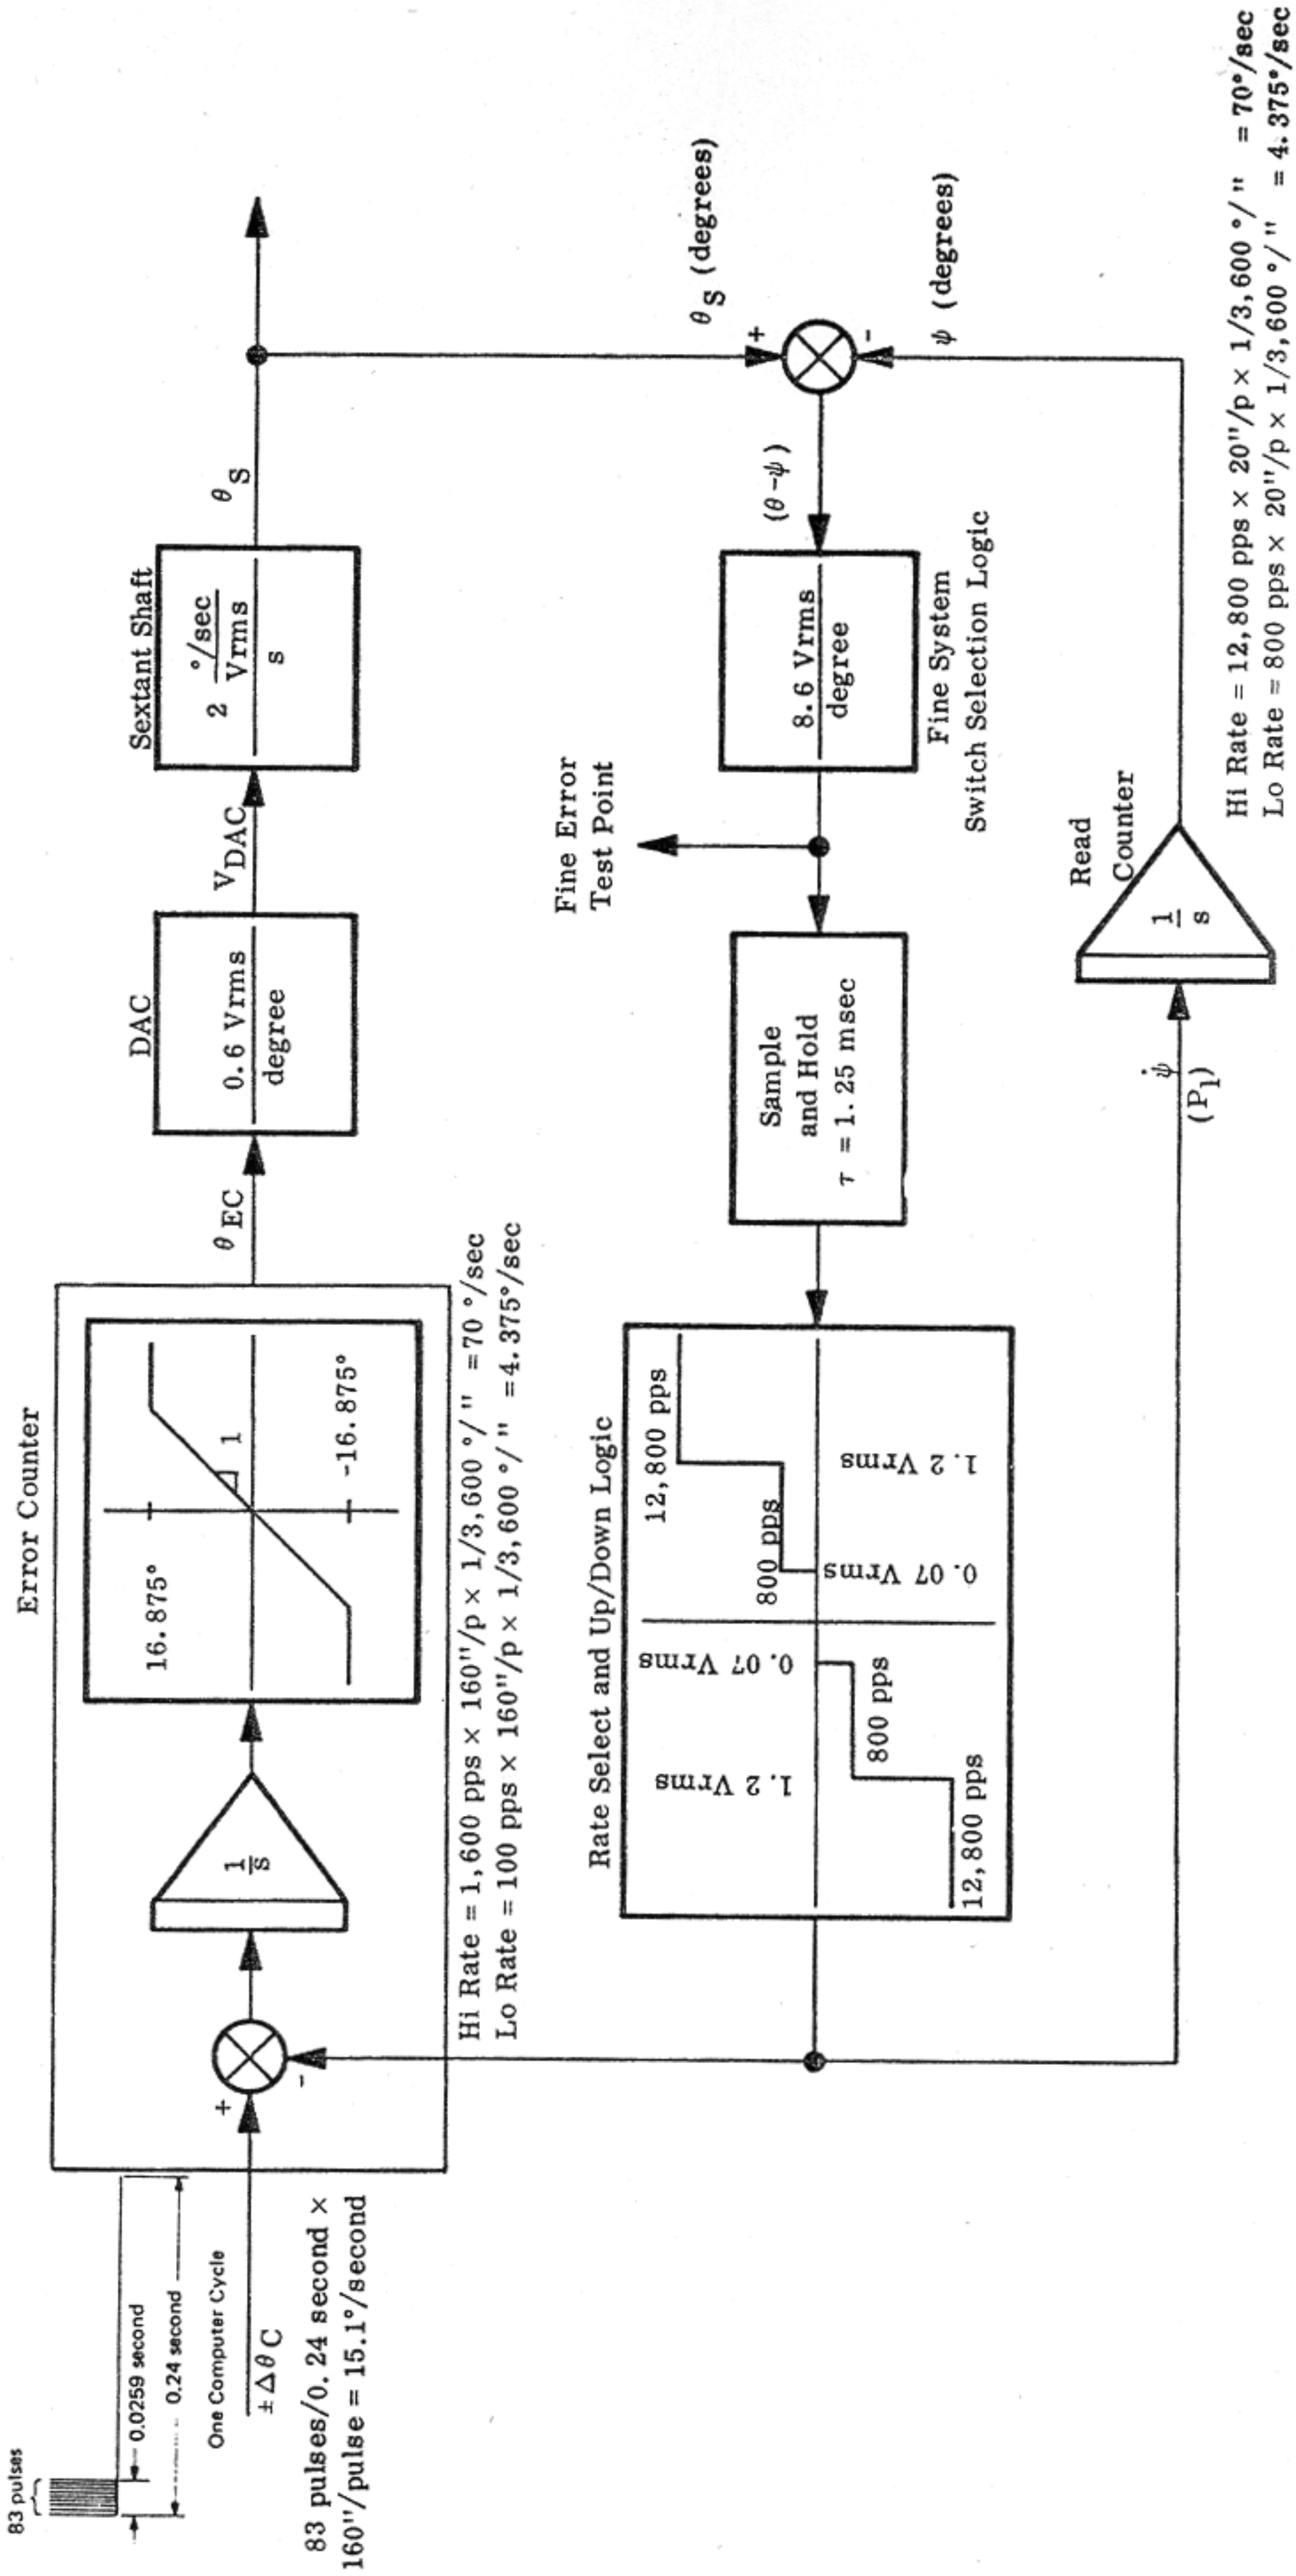 83 pulses
0.0259 second
0.24 second
One Computer Cycle
± Δθ C
83 pulses/0.24 second ×
160"/pulse = 15.1°/second
Error Counter
+
-
1/s
16.875°
1
-16.875°
Hi Rate = 1,600 pps × 160"/p × 1/3,600 °/" = 70 °/sec
Lo Rate = 100 pps × 160"/p × 1/3,600 °/" = 4.375°/sec
θ EC
DAC
0.6 Vrms
degree
VDAC
Sextant Shaft
2 °/sec
Vrms
s
θ S
Rate Select and Up/Down Logic
12,800 pps
800 pps
1.2 Vrms
0.07 Vrms
0.07 Vrms
1.2 Vrms
800 pps
12,800 pps
Sample
and Hold
τ = 1.25 msec
Fine Error
Test Point
8.6 Vrms
degree
Fine System
Switch Selection Logic
(θ-ψ)
θS (degrees)
+
-
ψ (degrees)
ψ̇
(P1)
Read
Counter
1/s
Hi Rate = 12,800 pps × 20"/p × 1/3,600 °/" = 70°/sec
Lo Rate = 800 pps × 20"/p × 1/3,600 °/" = 4.375°/sec